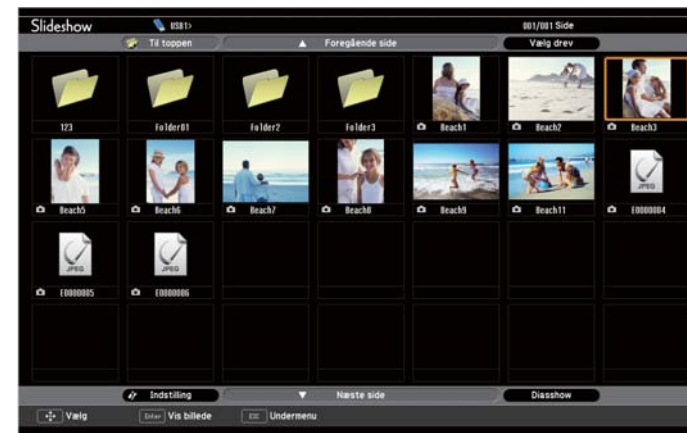 Slideshow USB1> 001/001 Side
Til toppen ▲ Foregående side Vælg drev
123 Folder01 Folder2 Folder3 Beach1 Beach2 Beach3
Beach5 Beach6 Beach7 Beach8 Beach9 Beach11 JPEG E0000004
JPEG JPEG
E0000005 E0000006
Indstilling ▼ Næste side Diasshow
Vælg Enter Vis billede ESC Undermenu